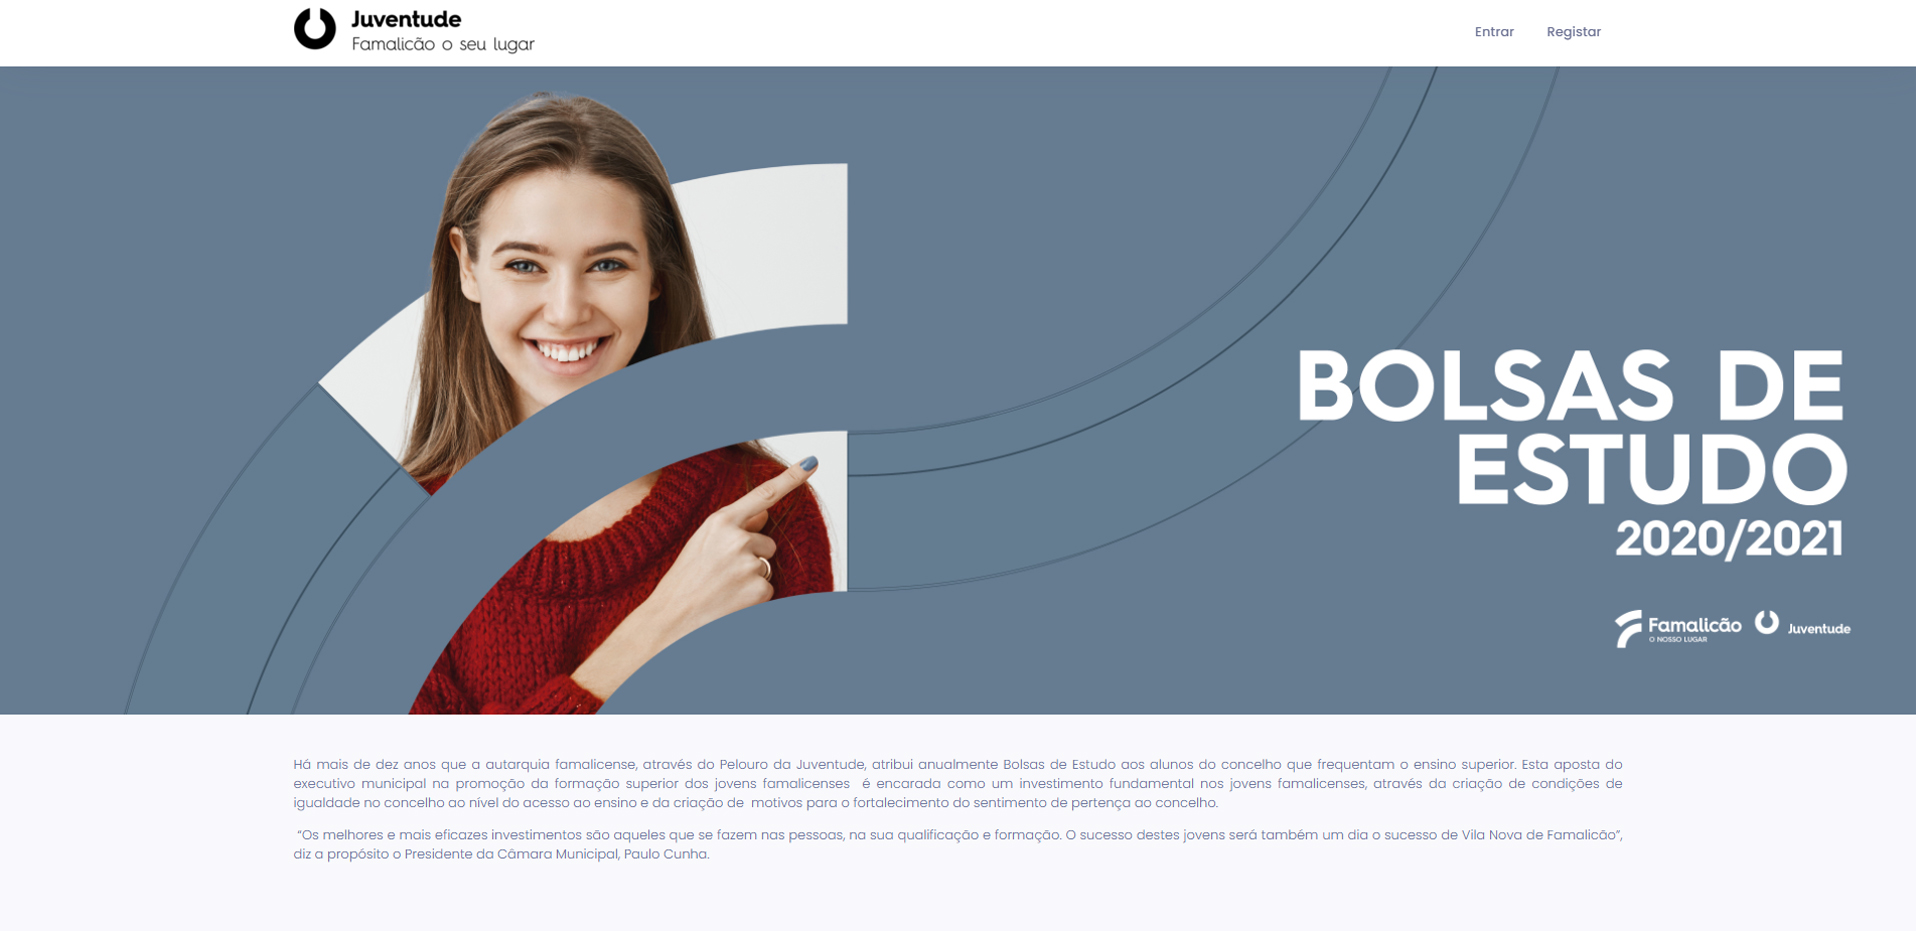 Juventude
Famalicão o seu lugar
Entrar
Registar
BOLSAS DE
ESTUDO
2020/2021
Famalicão
O NOSSO LUGAR
Juventude
Há mais de dez anos que a autarquia famalicense, através do Pelouro da Juventude, atribui anualmente Bolsas de Estudo aos alunos do concelho que frequentam o ensino superior. Esta aposta do
executivo municipal na promoção da formação superior dos jovens famalicenses  é encarada como um investimento fundamental nos jovens famalicenses, através da criação de condições de
igualdade no concelho ao nível do acesso ao ensino e da criação de  motivos para o fortalecimento do sentimento de pertença ao concelho.
“Os melhores e mais eficazes investimentos são aqueles que se fazem nas pessoas, na sua qualificação e formação. O sucesso destes jovens será também um dia o sucesso de Vila Nova de Famalicão”,
diz a propósito o Presidente da Câmara Municipal, Paulo Cunha.